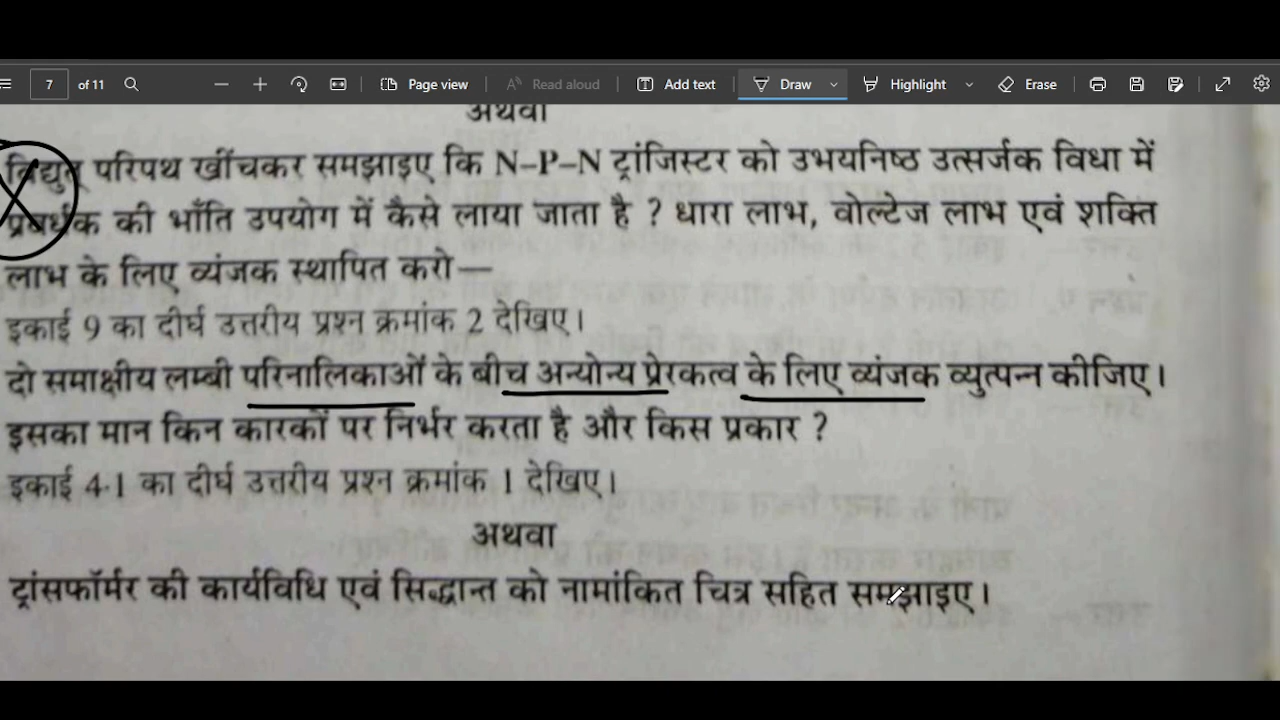 7 of 11 Page view Read aloud Add text Draw Highlight Erase
अथवा
विद्युत् परिपथ खींचकर समझाइए कि N-P-N ट्रांजिस्टर को उभयनिष्ठ उत्सर्जक विधा में
प्रवर्धक की भाँति उपयोग में कैसे लाया जाता है ? धारा लाभ, वोल्टेज लाभ एवं शक्ति
लाभ के लिए व्यंजक स्थापित करो—
इकाई 9 का दीर्घ उत्तरीय प्रश्न क्रमांक 2 देखिए।
दो समाक्षीय लम्बी परिनालिकाओं के बीच अन्योन्य प्रेरकत्व के लिए व्यंजक व्युत्पन्न कीजिए।
इसका मान किन कारकों पर निर्भर करता है और किस प्रकार ?
इकाई 4·1 का दीर्घ उत्तरीय प्रश्न क्रमांक 1 देखिए।
अथवा
ट्रांसफॉर्मर की कार्यविधि एवं सिद्धान्त को नामांकित चित्र सहित समझाइए।